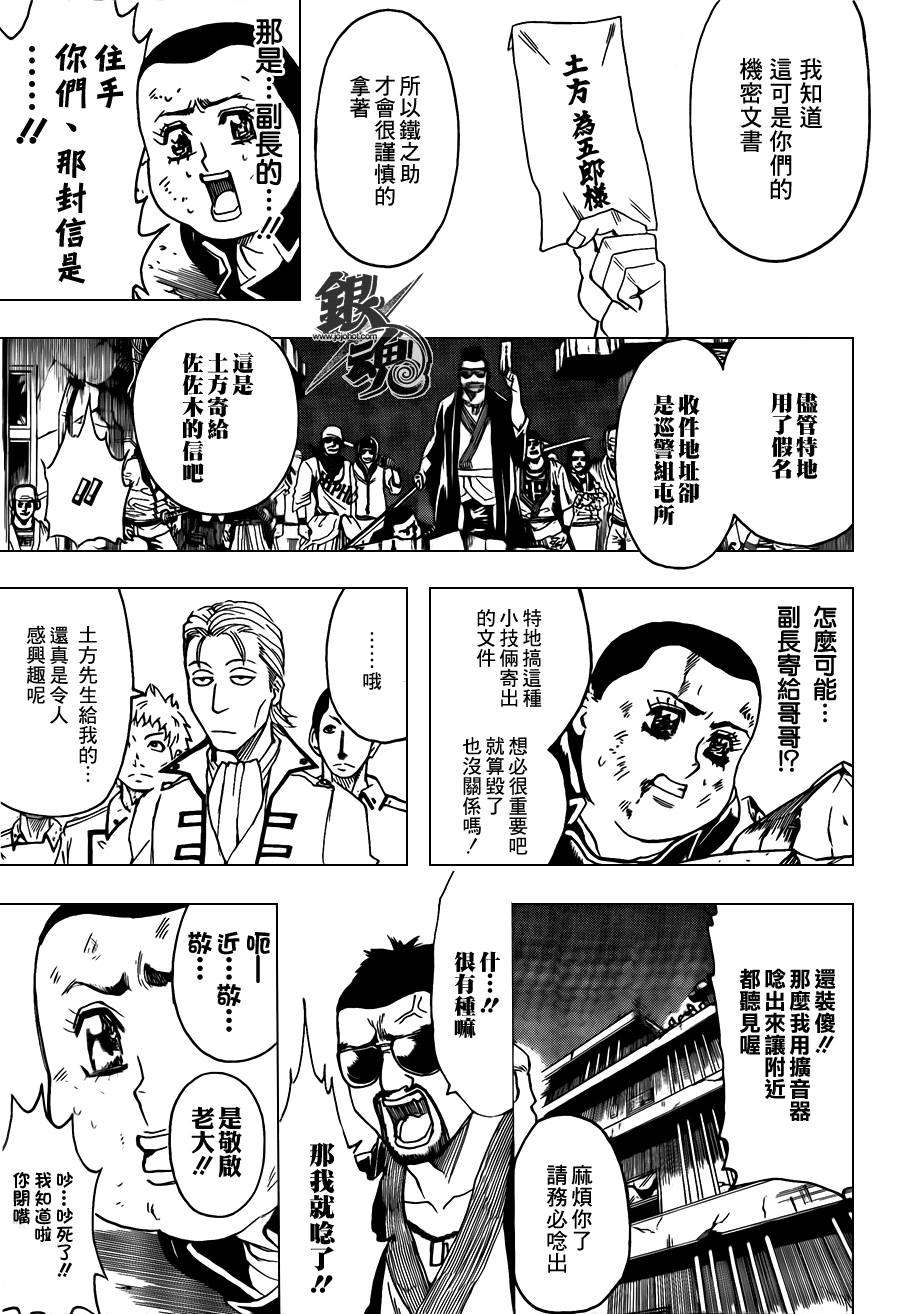 我知道
這可是你們的
機密文書
土方 為五郎樣
所以鐵之助
才會很謹慎的
拿著
那是…副長的…!!
住手
你們、那封信是
……!!
銀魂
www.jojohot.com
儘管特地
用了假名
收件地址卻
是巡警組屯所
這是
土方寄給
佐佐木的信吧
!!
怎麼可能…
副長寄給哥哥!?
特地搞這種
小技倆寄出
的文件
想必很重要吧
就算毀了
也沒關係嗎!
……哦
土方先生給我的…
還真是令人
感興趣呢
還裝傻!!
那麼我用擴音器
唸出來讓附近
都聽見喔
麻煩你了
請務必唸出
什…!!
很有種嘛
那我就唸了!!
呃—
近…敬…
敬…
是敬啟
老大!!
吵…吵死了!!
我知道啦
你閉嘴